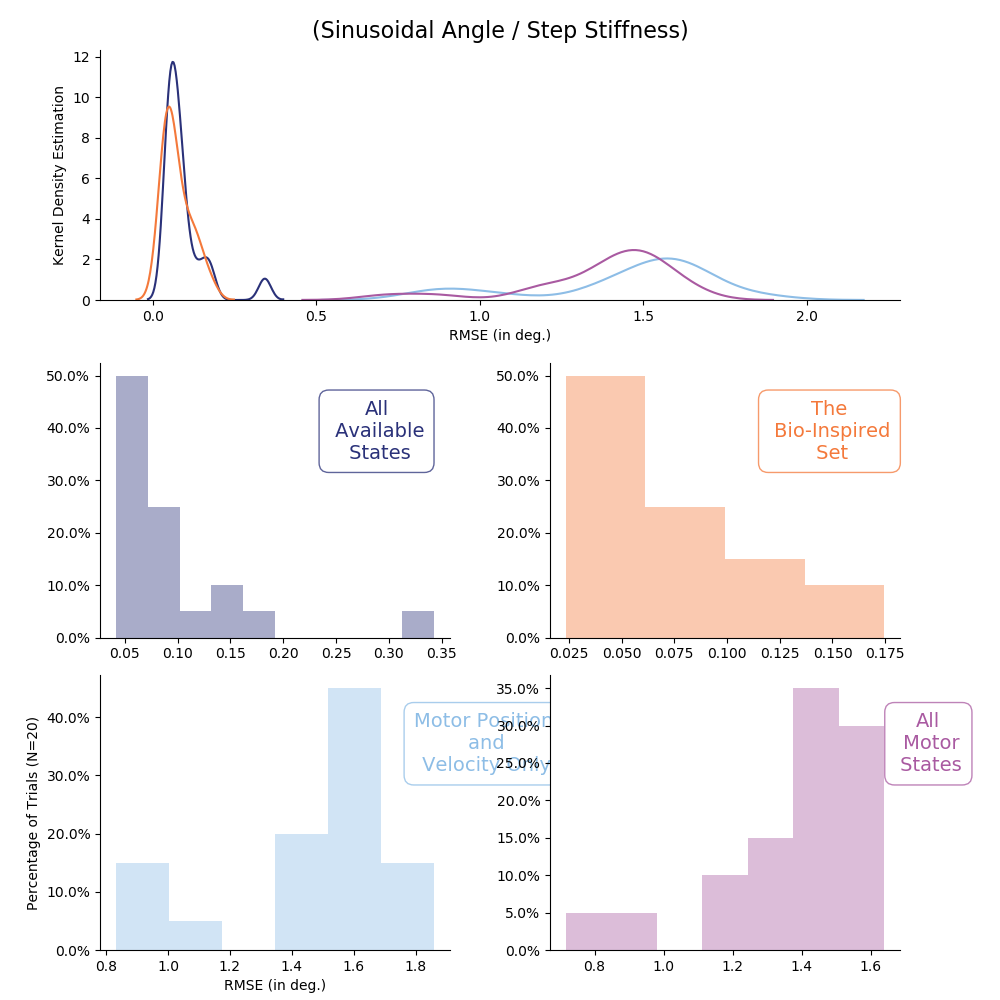 (Sinusoidal Angle / Step Stiffness)
12
10
8
6
4
2
0
Kernel Density Estimation
0.0 0.5 1.0 1.5 2.0
RMSE (in deg.)
50.0%
40.0%
30.0%
20.0%
10.0%
0.0%
All
Available
States
0.05 0.10 0.15 0.20 0.25 0.30 0.35
50.0%
40.0%
30.0%
20.0%
10.0%
0.0%
The
Bio-Inspired
Set
0.025 0.050 0.075 0.100 0.125 0.150 0.175
40.0%
30.0%
20.0%
10.0%
0.0%
Percentage of Trials (N=20)
Motor Position
and
Velocity Only
0.8 1.0 1.2 1.4 1.6 1.8
RMSE (in deg.)
35.0%
30.0%
25.0%
20.0%
15.0%
10.0%
5.0%
0.0%
All
Motor
States
0.8 1.0 1.2 1.4 1.6